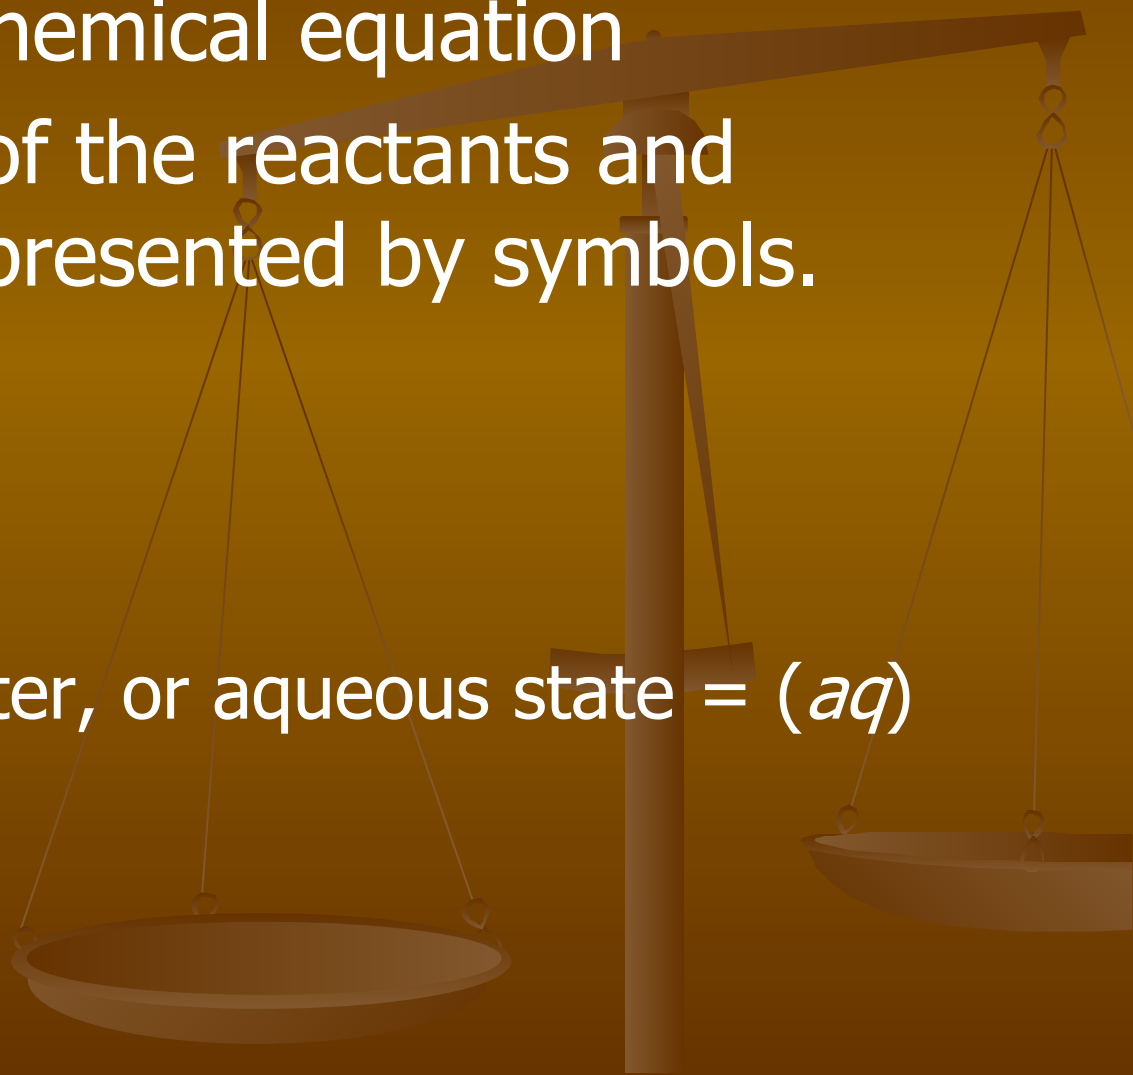 hemical equation
of the reactants and
presented by symbols.
ter, or aqueous state = (aq)